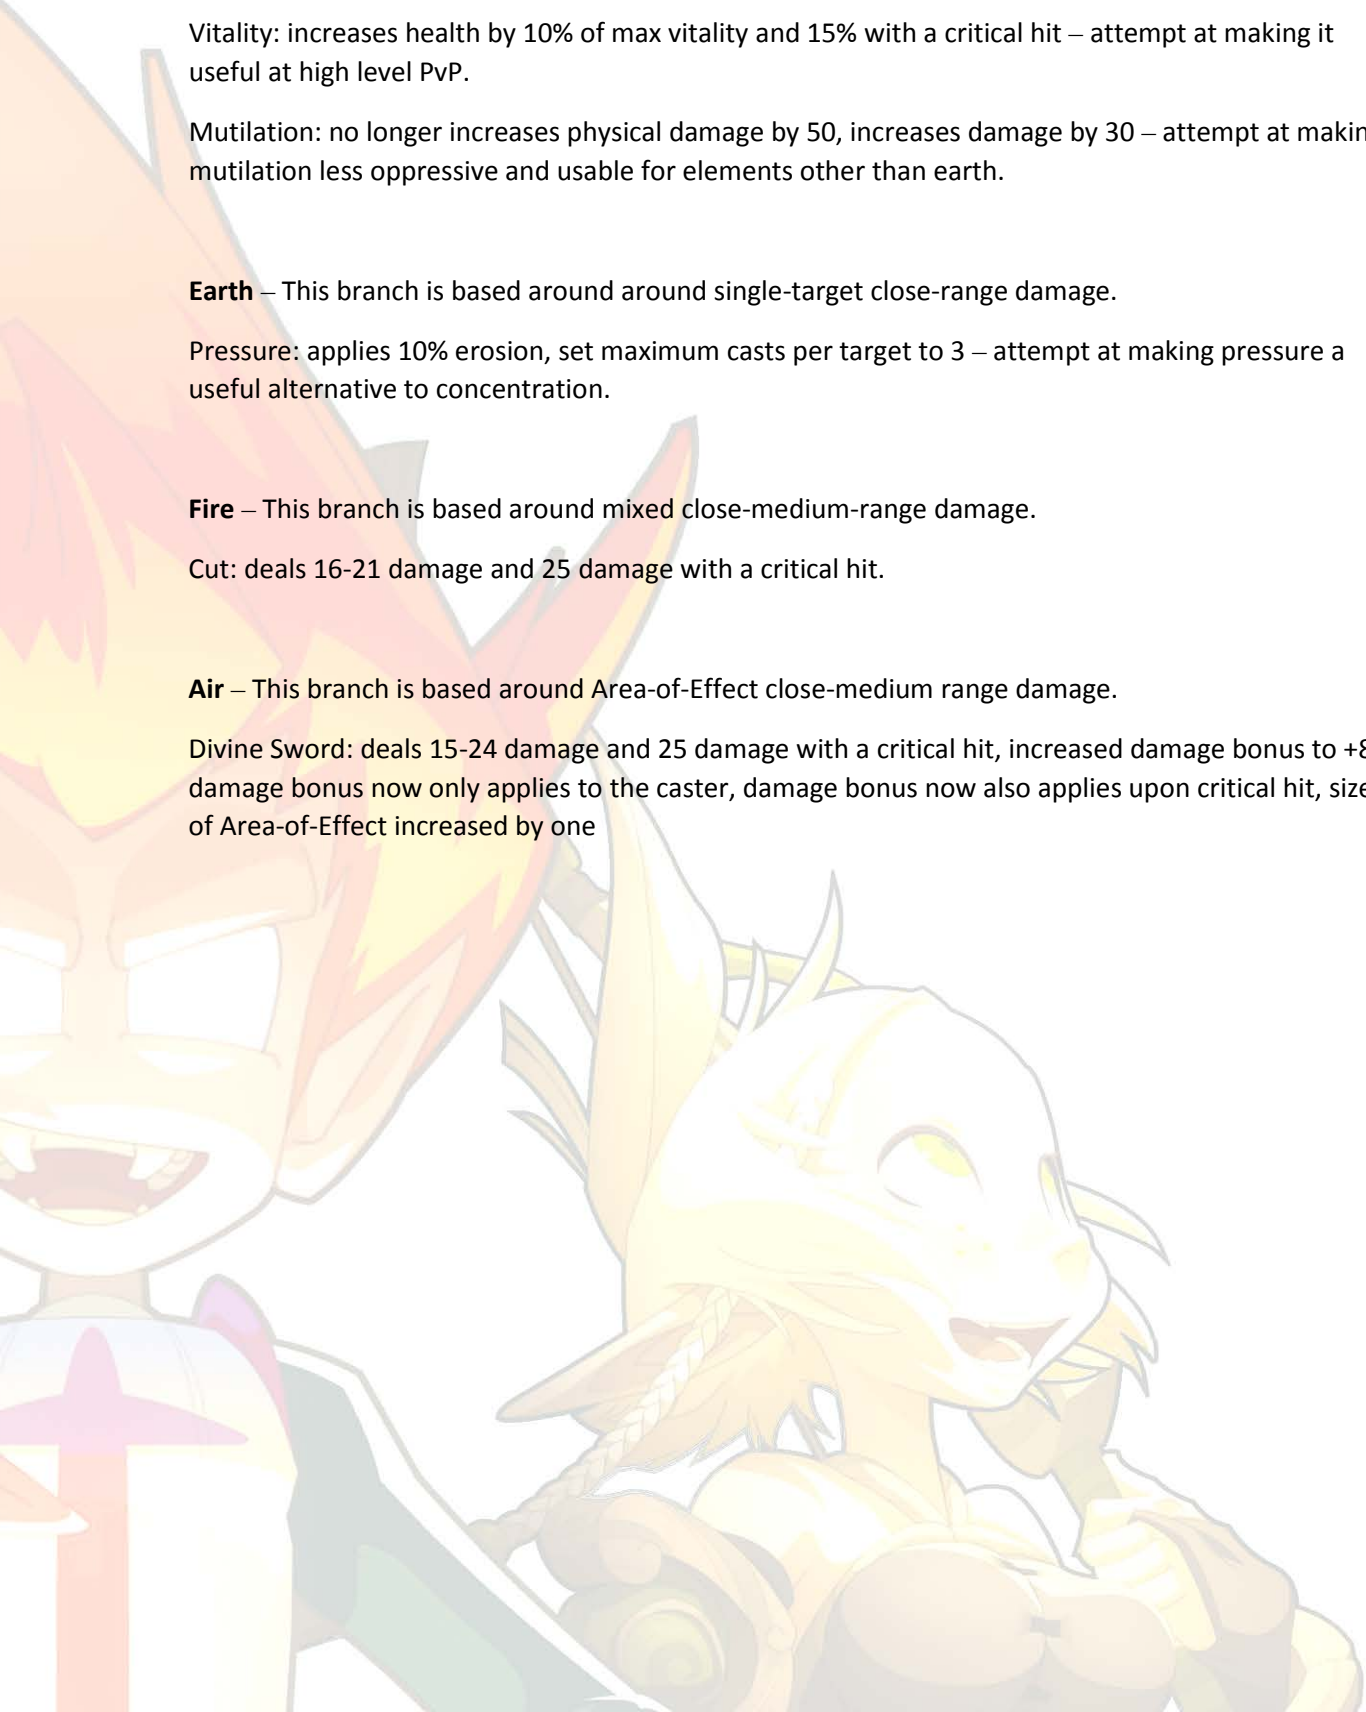 Vitality: increases health by 10% of max vitality and 15% with a critical hit – attempt at making it
useful at high level PvP.
Mutilation: no longer increases physical damage by 50, increases damage by 30 – attempt at makin
mutilation less oppressive and usable for elements other than earth.
Earth – This branch is based around around single-target close-range damage.
Pressure: applies 10% erosion, set maximum casts per target to 3 – attempt at making pressure a
useful alternative to concentration.
Fire – This branch is based around mixed close-medium-range damage.
Cut: deals 16-21 damage and 25 damage with a critical hit.
Air – This branch is based around Area-of-Effect close-medium range damage.
Divine Sword: deals 15-24 damage and 25 damage with a critical hit, increased damage bonus to +8
damage bonus now only applies to the caster, damage bonus now also applies upon critical hit, size
of Area-of-Effect increased by one